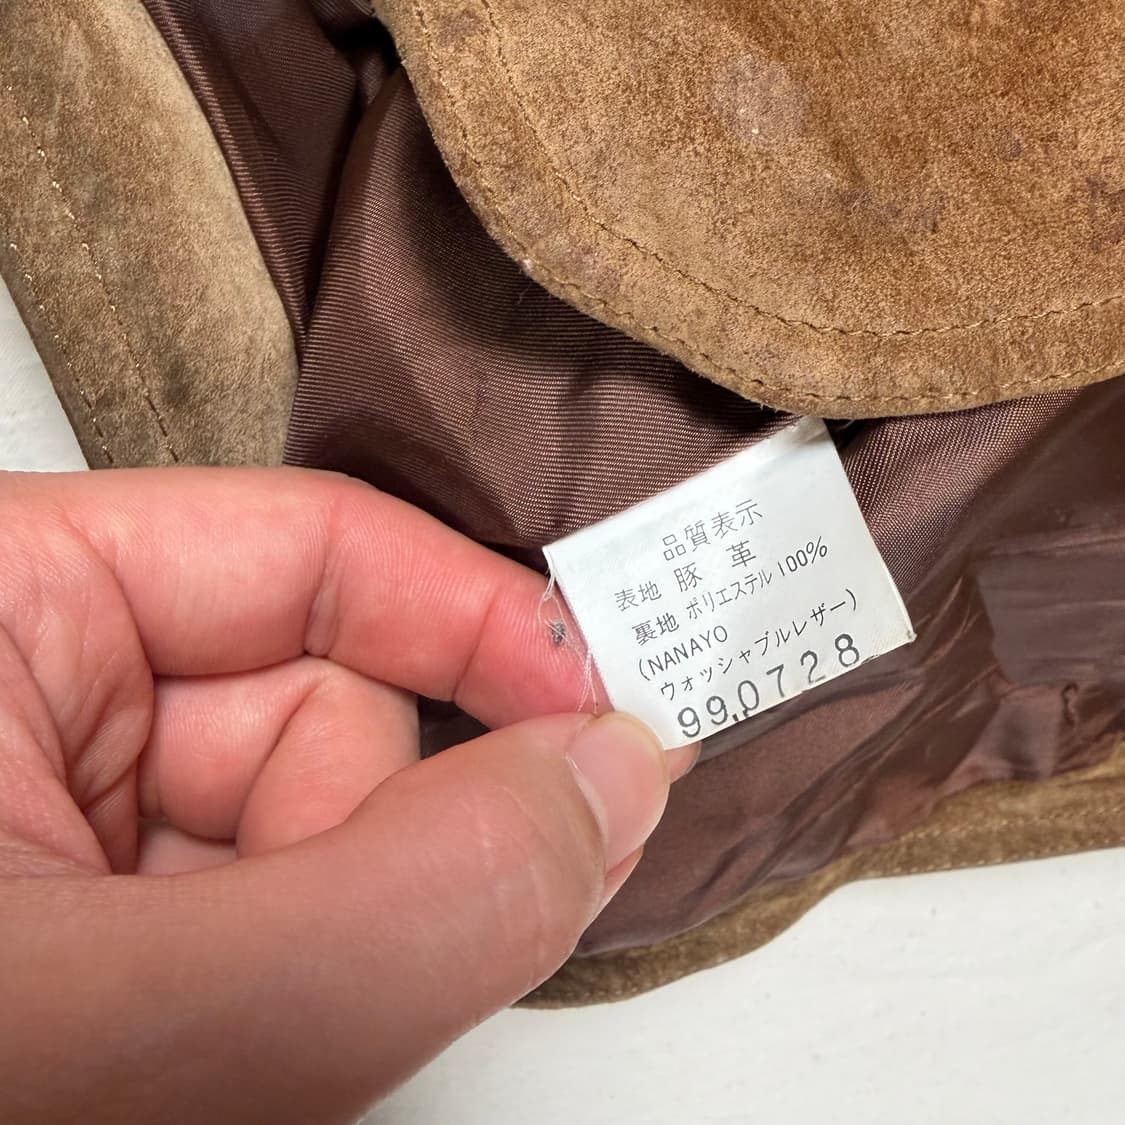 品質表示
表地 豚 革
裏地 ポリエステル 100%
(NANAYO
ウォッシャブルレザー)
990728